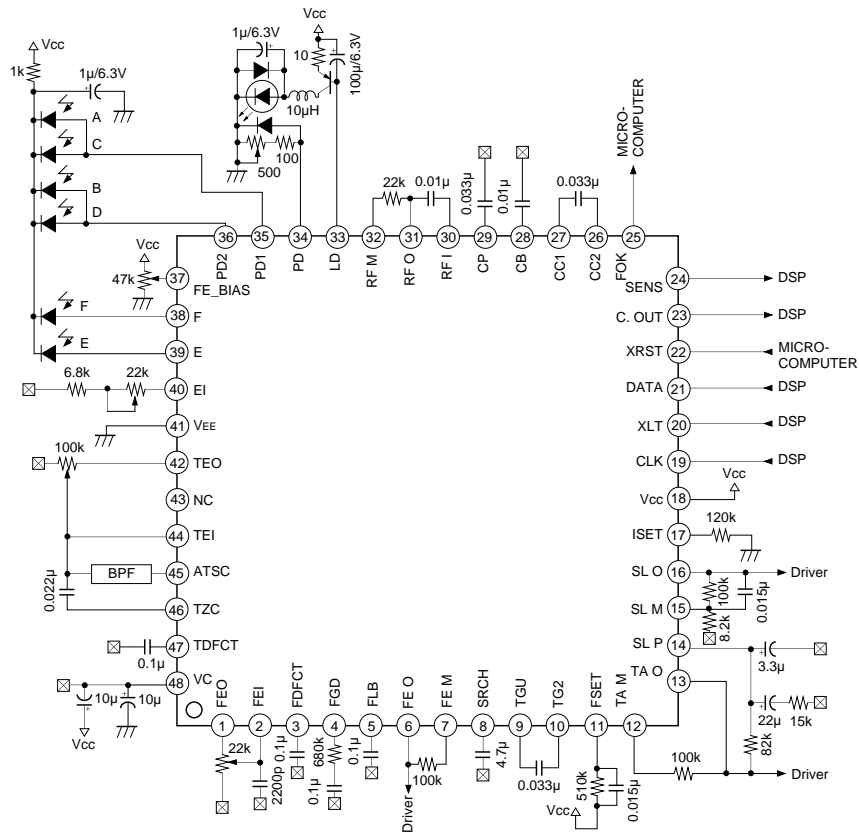 Vcc
1k
1μ/6.3V
A
C
B
D
1μ/6.3V
Vcc
10
100μ/6.3V
10μH
100
500
22k
0.01μ
0.033μ
0.01μ
0.033μ
MICRO-
COMPUTER
36
35
34
33
32
31
30
29
28
27
26
25
PD2
PD1
PD
LD
RF M
RF O
RF I
CP
CB
CC1
CC2
FOK
Vcc
47k
37
FE_BIAS
F
38
F
E
39
E
6.8k
22k
40
EI
41
VEE
100k
42
TEO
43
NC
44
TEI
BPF
45
ATSC
0.022μ
46
TZC
0.1μ
47
TDFCT
48
VC
10μ
10μ
Vcc
SENS
24
DSP
C. OUT
23
DSP
XRST
22
MICRO-
COMPUTER
DATA
21
DSP
XLT
20
DSP
CLK
19
DSP
Vcc
18
Vcc
ISET
17
120k
SL O
16
Driver
100k
0.015μ
SL M
15
8.2k
SL P
14
3.3μ
TA O
13
22μ
15k
82k
FEO
FEI
FDFCT
FGD
FLB
FE O
FE M
SRCH
TGU
TG2
FSET
TA M
1
2
3
4
5
6
7
8
9
10
11
12
22k
2200p
0.1μ
680k
0.1μ
0.1μ
Driver
100k
4.7μ
0.033μ
510k
0.015μ
Vcc
100k
Driver